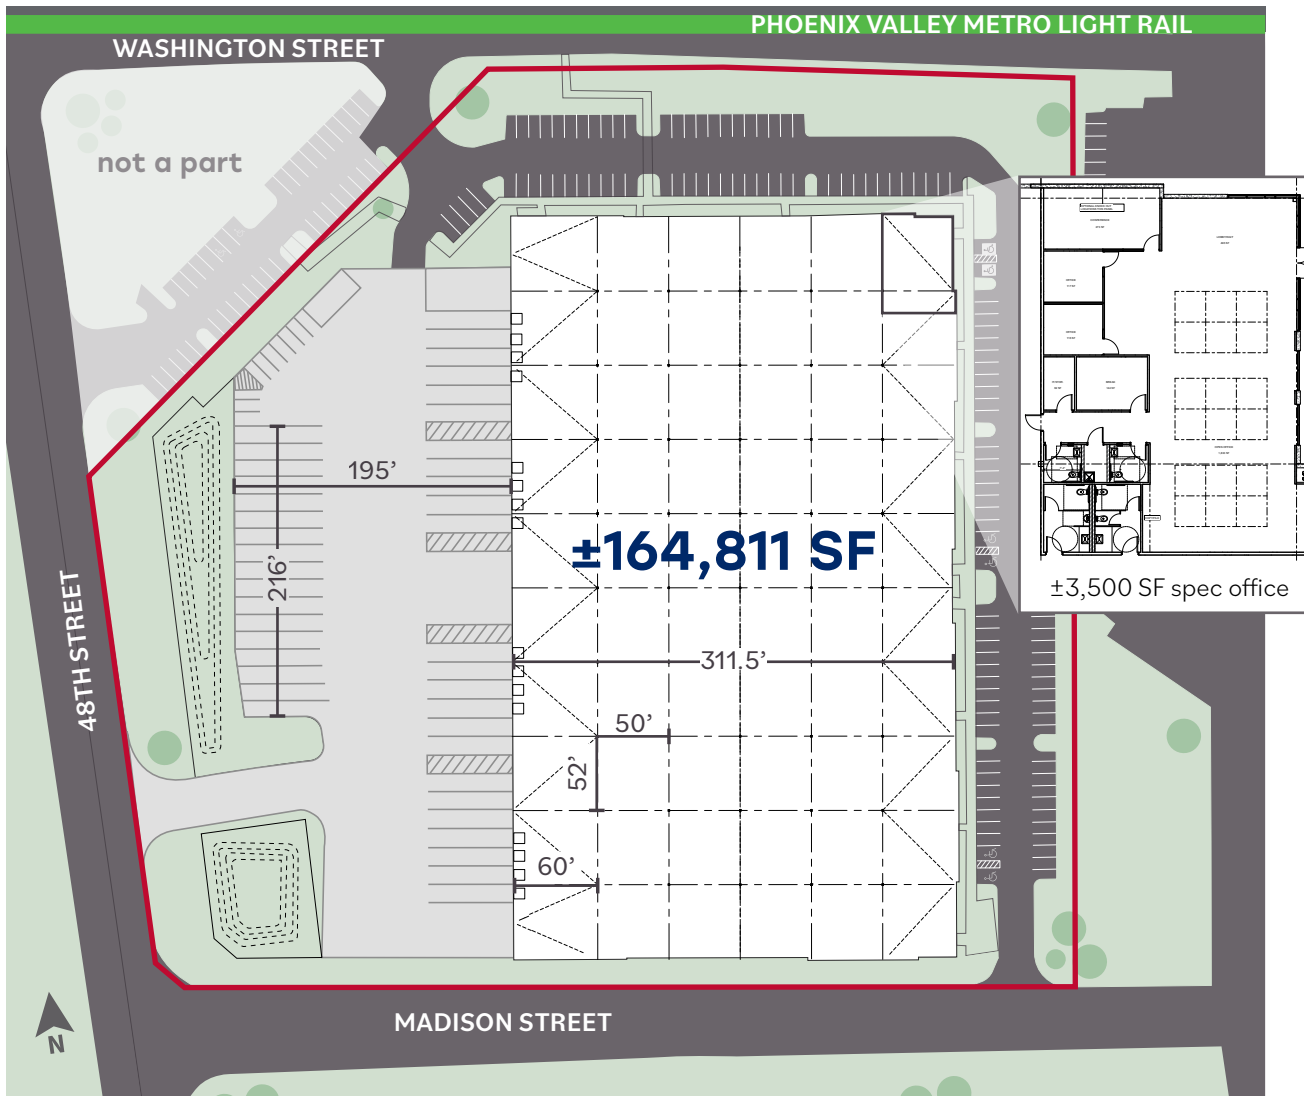 PHOENIX VALLEY METRO LIGHT RAIL
WASHINGTON STREET
not a part
195’
216’
±164,811 SF
±3,500 SF spec office
48TH STREET
311.5’
50’
52’
60’
MADISON STREET
N